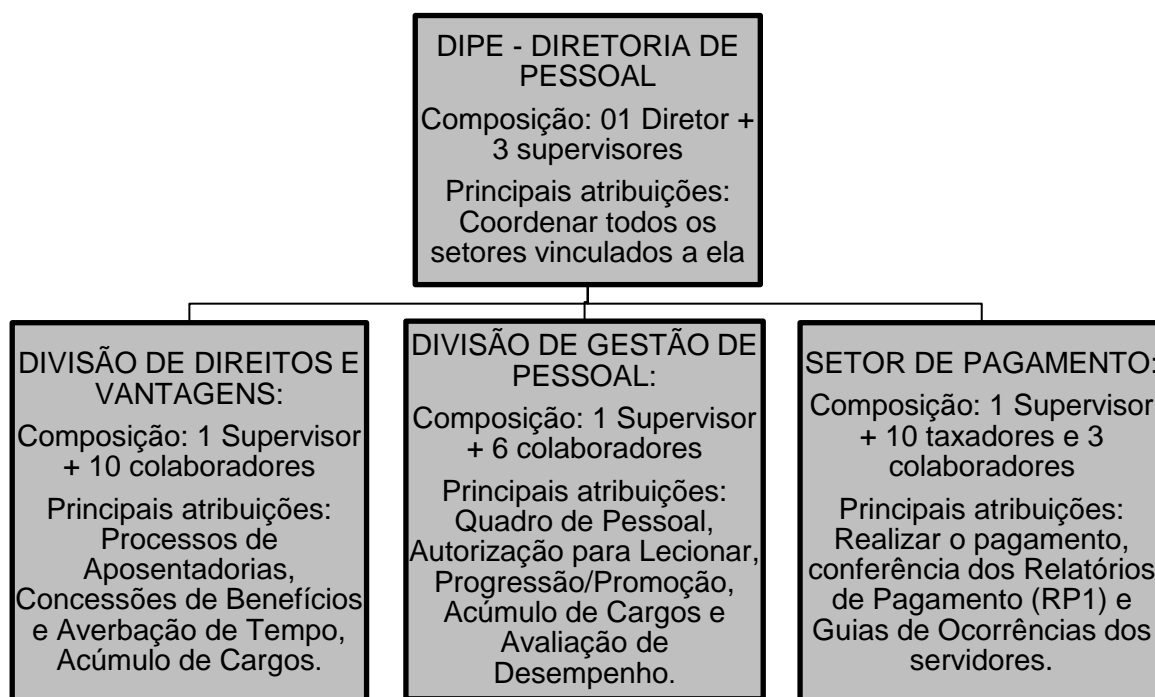 DIPE - DIRETORIA DE
PESSOAL
Composição: 01 Diretor +
3 supervisores
Principais atribuições:
Coordenar todos os
setores vinculados a ela
DIVISÃO DE DIREITOS E
VANTAGENS:
Composição: 1 Supervisor
+ 10 colaboradores
Principais atribuições:
Processos de
Aposentadorias,
Concessões de Benefícios
e Averbação de Tempo,
Acúmulo de Cargos.
DIVISÃO DE GESTÃO DE
PESSOAL:
Composição: 1 Supervisor
+ 6 colaboradores
Principais atribuições:
Quadro de Pessoal,
Autorização para Lecionar,
Progressão/Promoção,
Acúmulo de Cargos e
Avaliação de
Desempenho.
SETOR DE PAGAMENTO:
Composição: 1 Supervisor
+ 10 taxadores e 3
colaboradores
Principais atribuições:
Realizar o pagamento,
conferência dos Relatórios
de Pagamento (RP1) e
Guias de Ocorrências dos
servidores.